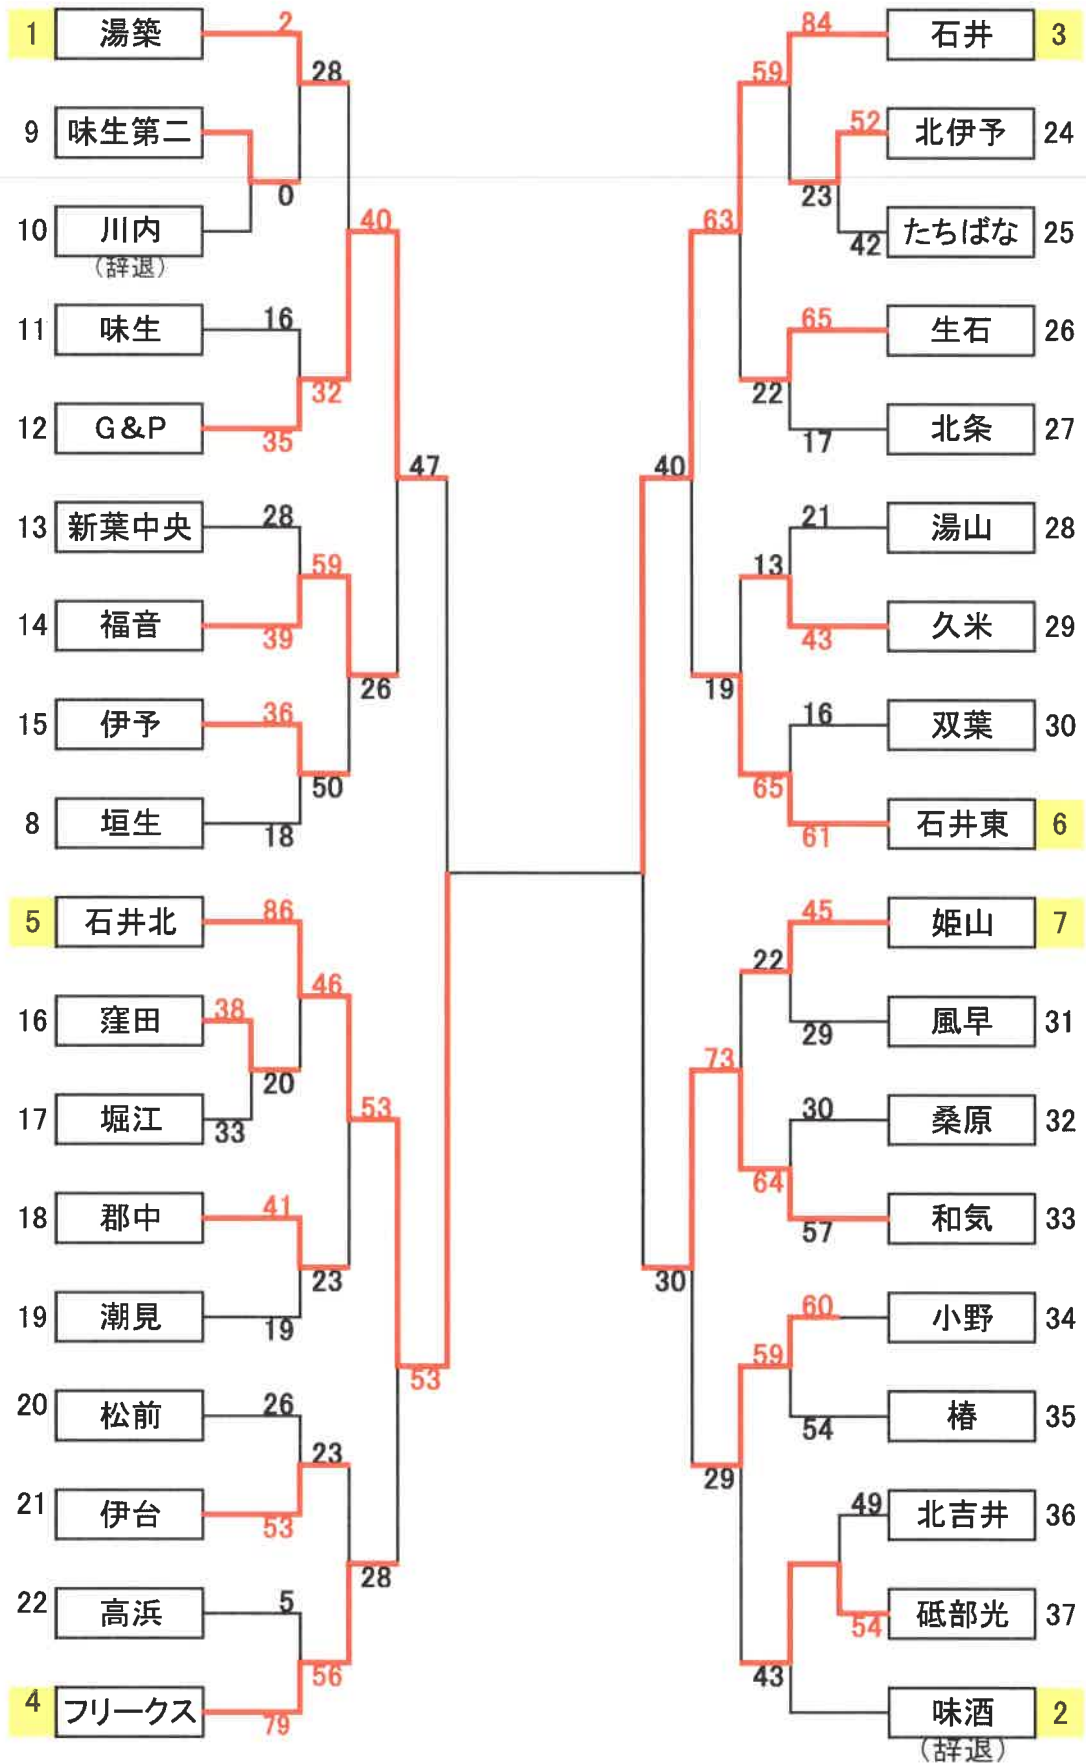 1 湯築 2
28
9 味生第二
0
10 川内
(辞退)
40
11 味生 16
32
12 G&P 35
47
13 新葉中央 28
59
14 福音 39
26
15 伊予 36
50
8 垣生 18
5 石井北 86
46
16 窪田 38
20
17 堀江 33
53
18 郡中 41
23
19 潮見 19
53
20 松前 26
23
21 伊台 53
28
22 高浜 5
56
4 フリークス 79
84 石井 3
59
52 北伊予 24
23
42 たちばな 25
63
65 生石 26
22
17 北条 27
40
21 湯山 28
13
43 久米 29
19
16 双葉 30
65
61 石井東 6
45 姫山 7
22
29 風早 31
73
30 桑原 32
64
57 和気 33
30
60 小野 34
59
54 椿 35
29
49 北吉井 36
54 砥部光 37
43
味酒 2
(辞退)